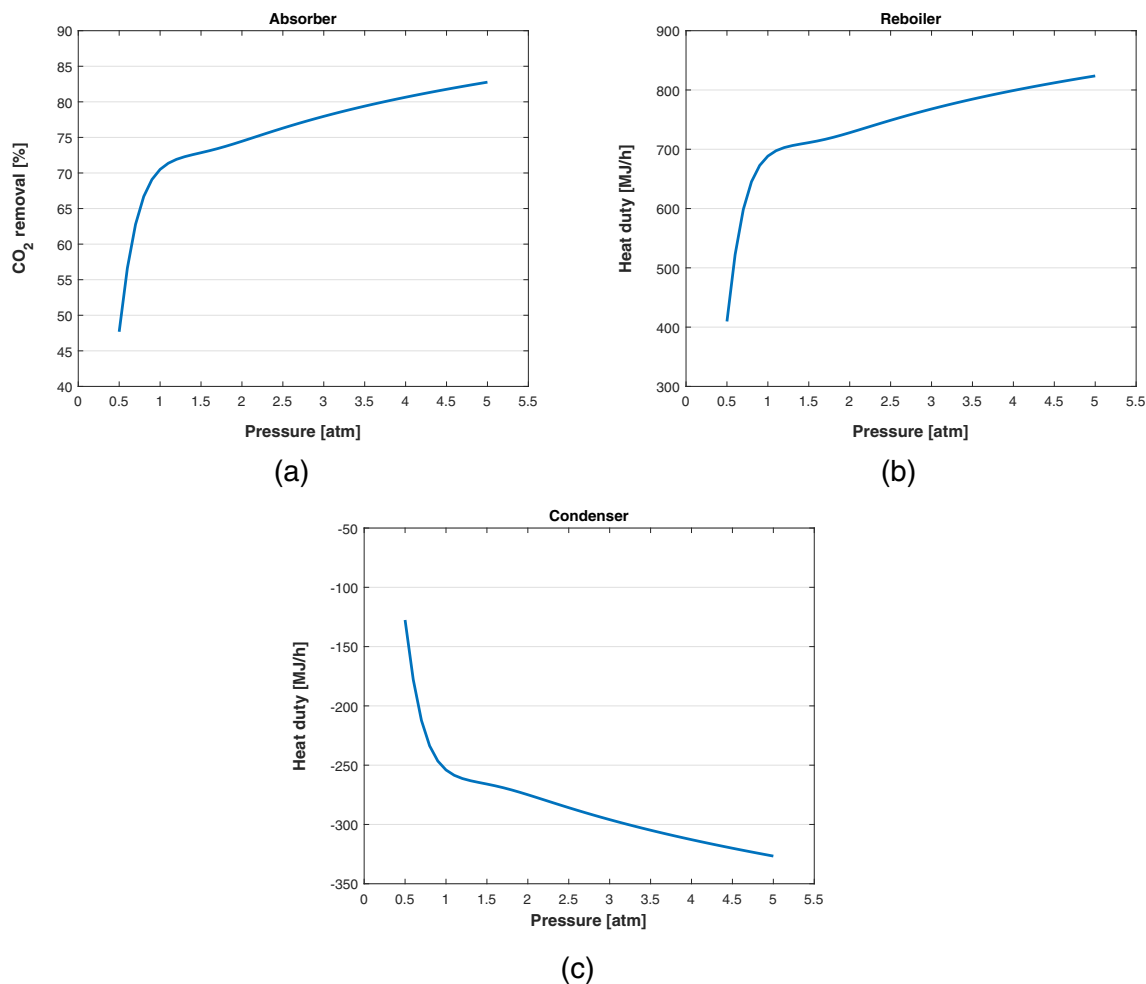 Absorber
90
85
80
75
70
65
60
55
50
45
40
CO2 removal [%]
0 0.5 1 1.5 2 2.5 3 3.5 4 4.5 5 5.5
Pressure [atm]
(a)
Reboiler
900
800
700
600
500
400
300
Heat duty [MJ/h]
0 0.5 1 1.5 2 2.5 3 3.5 4 4.5 5 5.5
Pressure [atm]
(b)
Condenser
-50
-100
-150
-200
-250
-300
-350
Heat duty [MJ/h]
0 0.5 1 1.5 2 2.5 3 3.5 4 4.5 5 5.5
Pressure [atm]
(c)